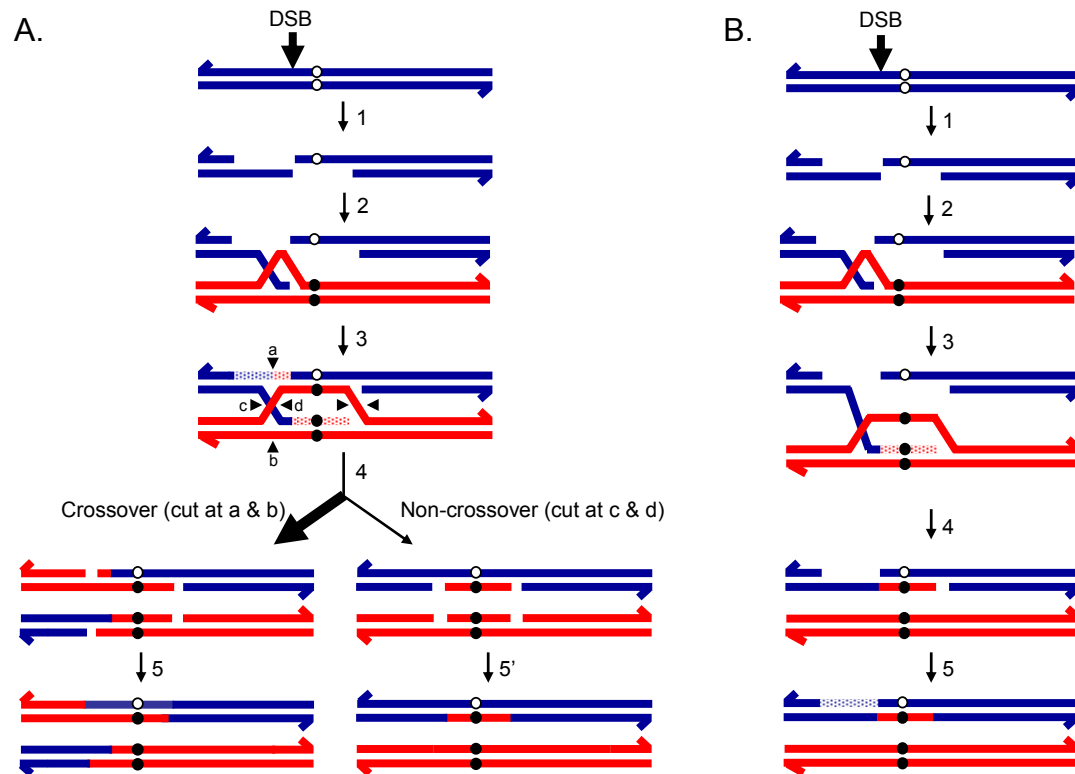 A.
DSB
1
2
3
a
c
d
b
4
Crossover (cut at a & b)
Non-crossover (cut at c & d)
5
5’
B.
DSB
1
2
3
4
5